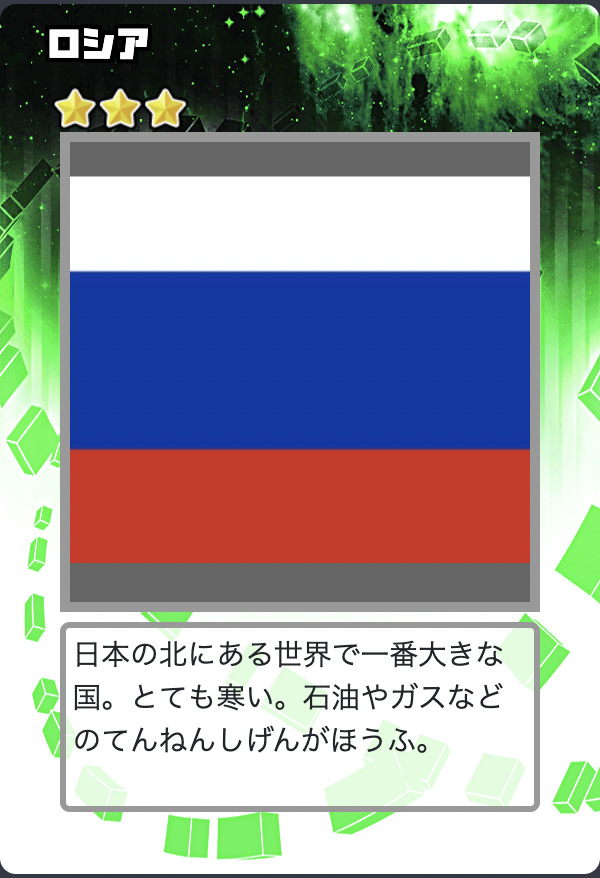 ロシア
日本の北にある世界で一番大きな
国。とても寒い。石油やガスなど
のてんねんしげんがほうふ。